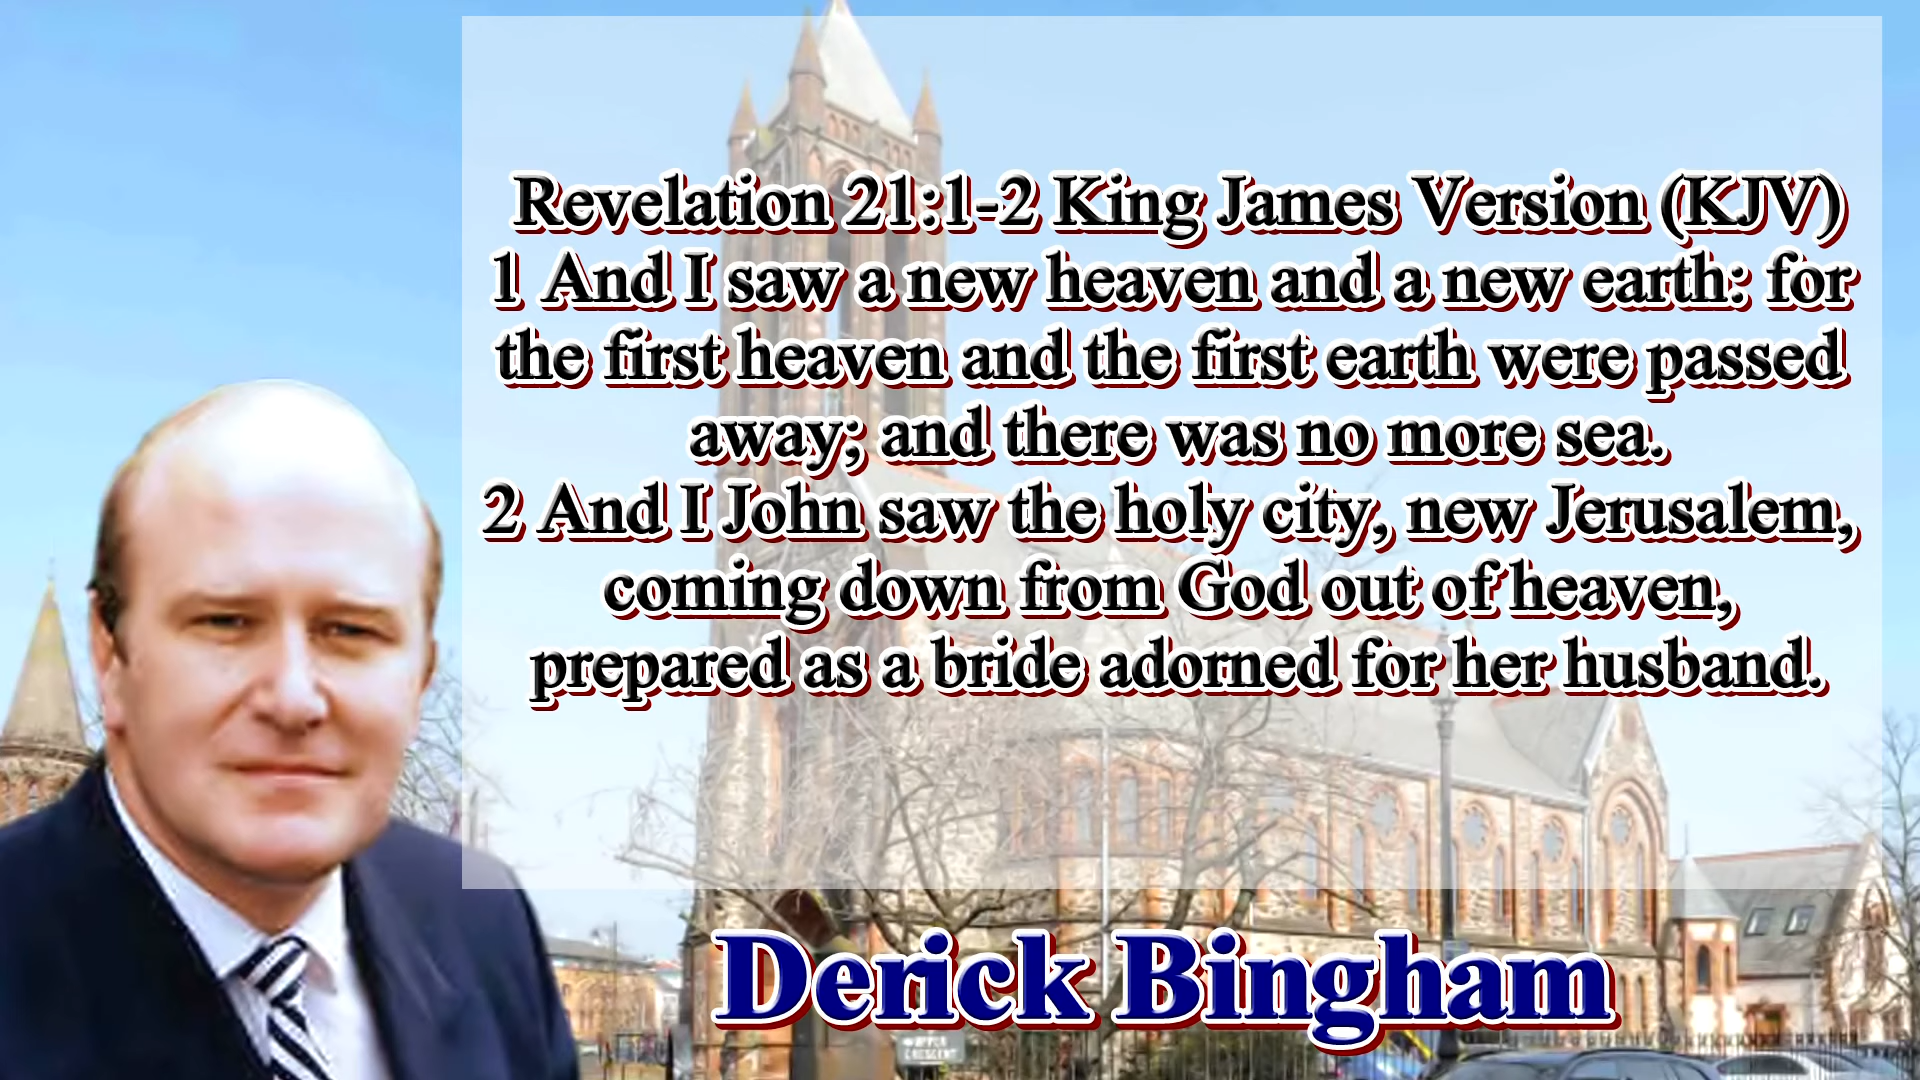 Revelation 21:1-2 King James Version (KJV)
1 And I saw a new heaven and a new earth: for
the first heaven and the first earth were passed
away; and there was no more sea.
2 And I John saw the holy city, new Jerusalem,
coming down from God out of heaven,
prepared as a bride adorned for her husband.
Derick Bingham
UPPER
CRESCENT